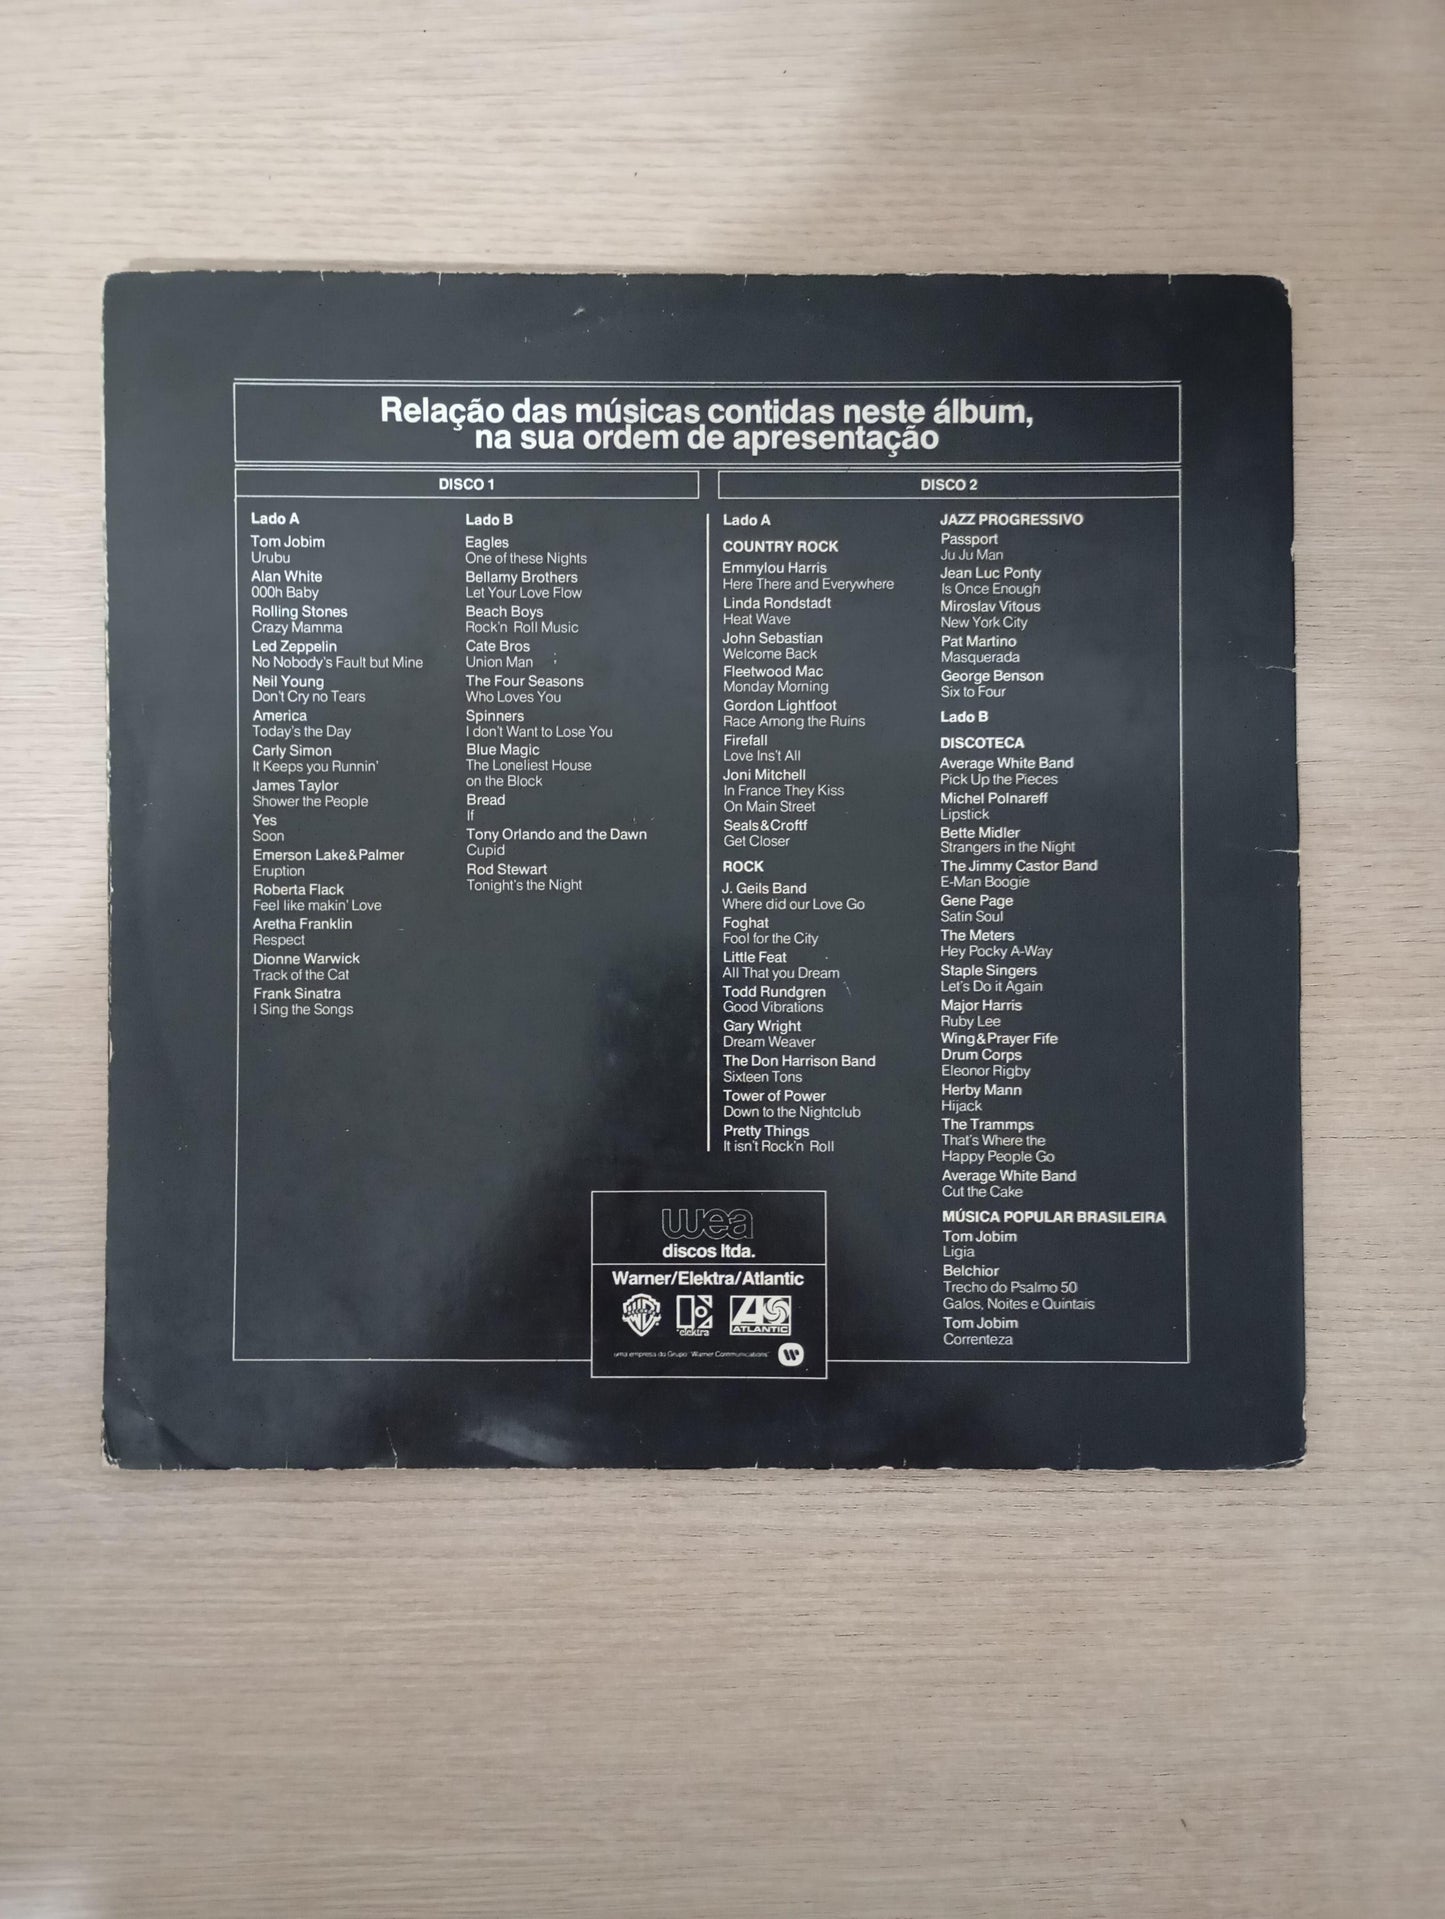 Relação das músicas contidas neste álbum,
na sua ordem de apresentação
DISCO 1
Lado A
Tom Jobim
Urubu
Alan White
000h Baby
Rolling Stones
Crazy Mamma
Led Zeppelin
No Nobody's Fault but Mine
Neil Young
Don't Cry no Tears
America
Today's the Day
Carly Simon
It Keeps you Runnin'
James Taylor
Shower the People
Yes
Soon
Emerson Lake&Palmer
Eruption
Roberta Flack
Feel like makin' Love
Aretha Franklin
Respect
Dionne Warwick
Track of the Cat
Frank Sinatra
I Sing the Songs
Lado B
Eagles
One of these Nights
Bellamy Brothers
Let Your Love Flow
Beach Boys
Rock'n Roll Music
Cate Bros
Union Man
The Four Seasons
Who Loves You
Spinners
I don't Want to Lose You
Blue Magic
The Loneliest House
on the Block
Bread
If
Tony Orlando and the Dawn
Cupid
Rod Stewart
Tonight's the Night
DISCO 2
Lado A
COUNTRY ROCK
Emmylou Harris
Here There and Everywhere
Linda Rondstadt
Heat Wave
John Sebastian
Welcome Back
Fleetwood Mac
Monday Morning
Gordon Lightfoot
Race Among the Ruins
Firefall
Love Ins't All
Joni Mitchell
In France They Kiss
On Main Street
Seals&Croftf
Get Closer
ROCK
J. Geils Band
Where did our Love Go
Foghat
Fool for the City
Little Feat
All That you Dream
Todd Rundgren
Good Vibrations
Gary Wright
Dream Weaver
The Don Harrison Band
Sixteen Tons
Tower of Power
Down to the Nightclub
Pretty Things
It isn't Rock'n Roll
JAZZ PROGRESSIVO
Passport
Ju Ju Man
Jean Luc Ponty
Is Once Enough
Miroslav Vitous
New York City
Pat Martino
Masquerada
George Benson
Six to Four
Lado B
DISCOTECA
Average White Band
Pick Up the Pieces
Michel Polnareff
Lipstick
Bette Midler
Strangers in the Night
The Jimmy Castor Band
E-Man Boogie
Gene Page
Satin Soul
The Meters
Hey Pocky A-Way
Staple Singers
Let's Do it Again
Major Harris
Ruby Lee
Wing&Prayer Fife
Drum Corps
Eleonor Rigby
Herby Mann
Hijack
The Trammps
That's Where the
Happy People Go
Average White Band
Cut the Cake
MÚSICA POPULAR BRASILEIRA
Tom Jobim
Ligia
Belchior
Trecho do Psalmo 50
Galos, Noites e Quintais
Tom Jobim
Correnteza
wea
discos ltda.
Warner/Elektra/Atlantic
WB
elektra
ATLANTIC
uma empresa do Grupo "Warner Communications"